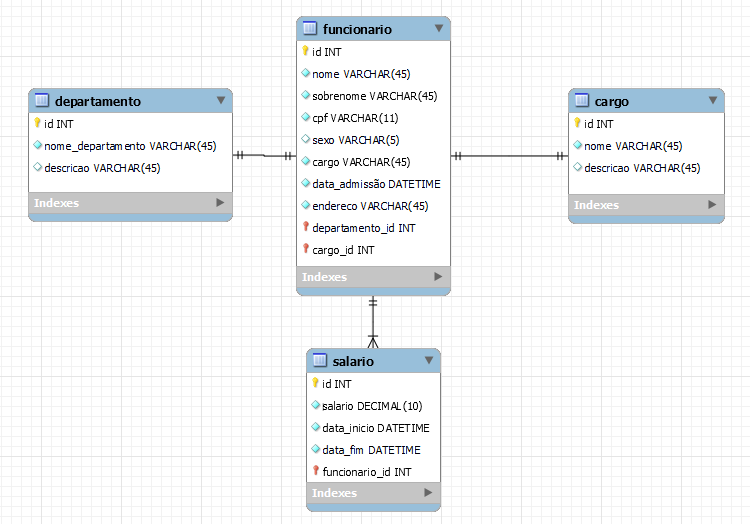 funcionario
id INT
nome VARCHAR(45)
sobrenome VARCHAR(45)
cpf VARCHAR(11)
sexo VARCHAR(5)
cargo VARCHAR(45)
data_admissão DATETIME
endereco VARCHAR(45)
departamento_id INT
cargo_id INT
Indexes
departamento
id INT
nome_departamento VARCHAR(45)
descricao VARCHAR(45)
Indexes
cargo
id INT
nome VARCHAR(45)
descricao VARCHAR(45)
Indexes
salario
id INT
salario DECIMAL(10)
data_inicio DATETIME
data_fim DATETIME
funcionario_id INT
Indexes